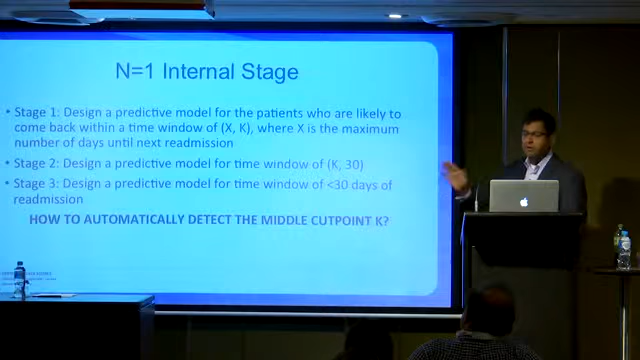 N=1 Internal Stage
• Stage 1: Design a predictive model for the patients who are likely to
come back within a time window of (X, K), where X is the maximum
number of days until next readmission
• Stage 2: Design a predictive model for time window of (K, 30)
• Stage 3: Design a predictive model for time window of <30 days of
readmission
HOW TO AUTOMATICALLY DETECT THE MIDDLE CUTPOINT K?